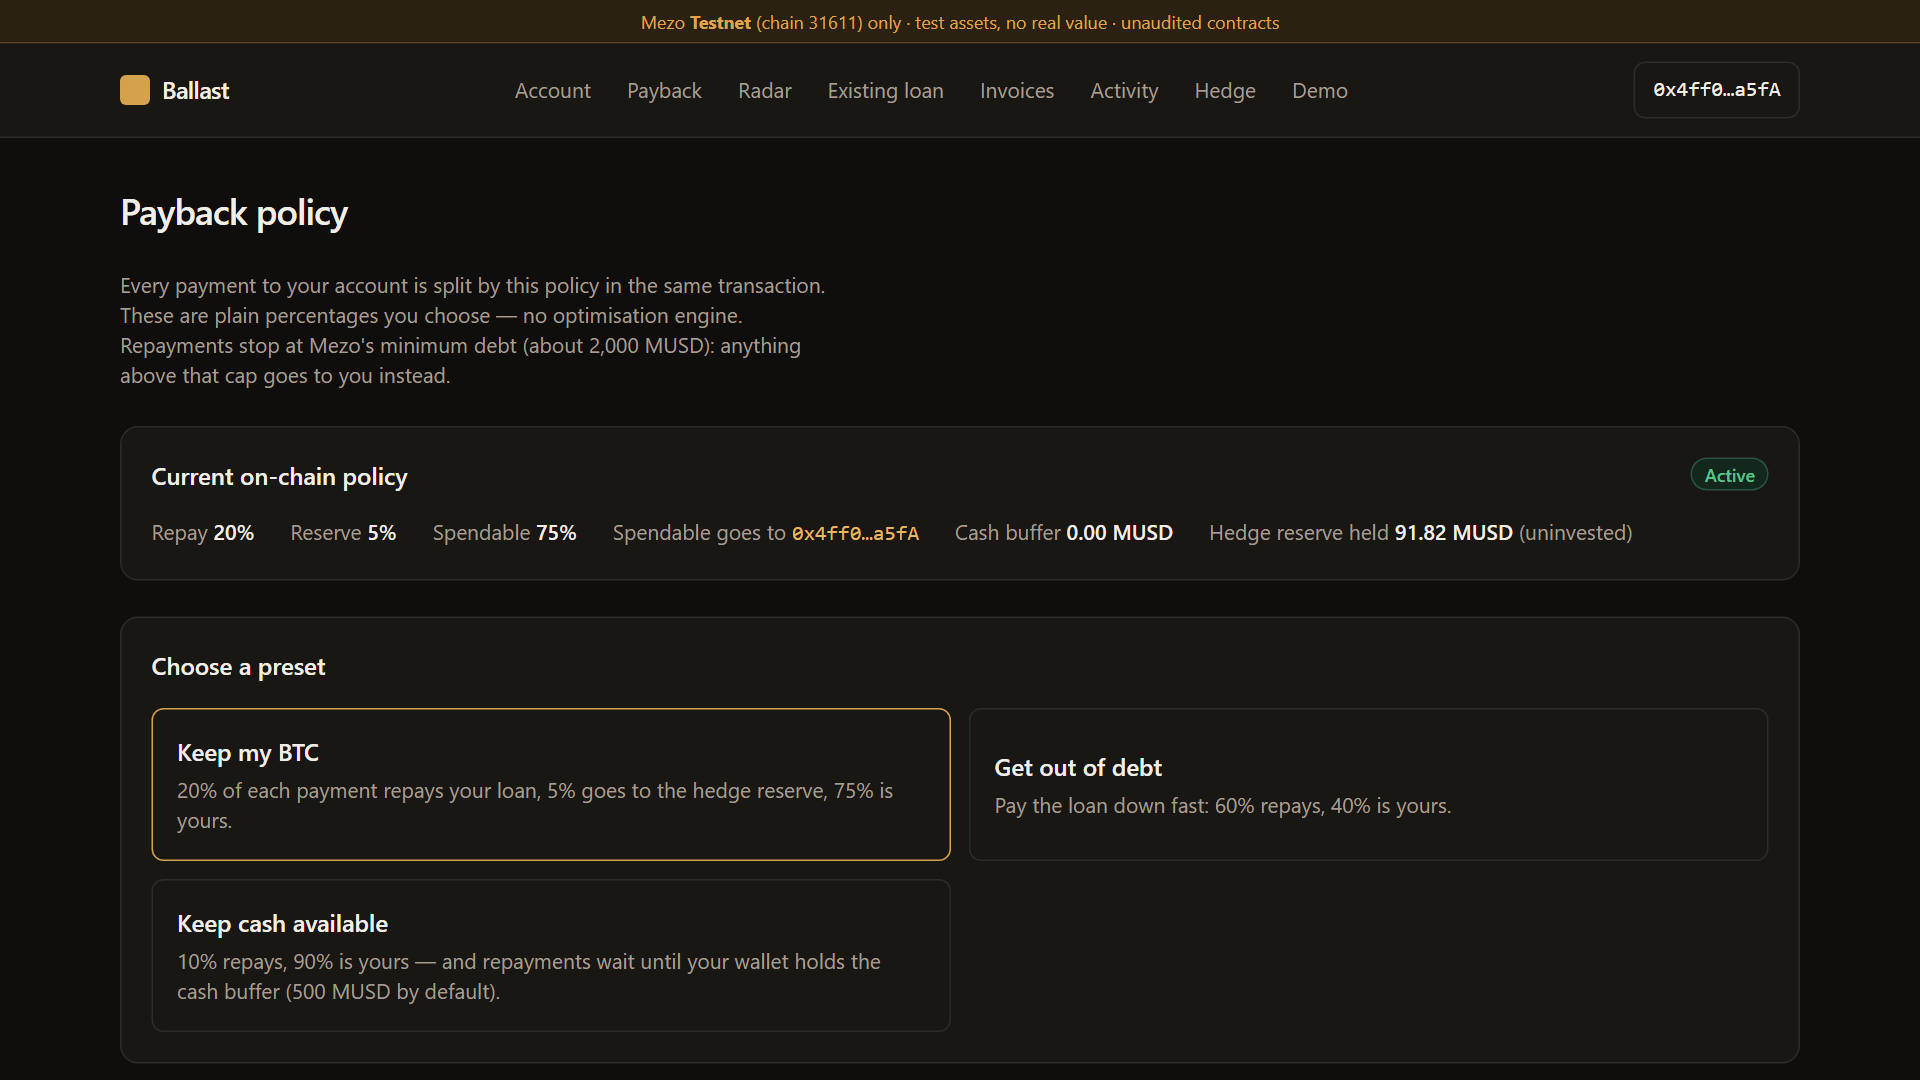 Mezo Testnet (chain 31611) only · test assets, no real value · unaudited contracts
Ballast
Account
Payback
Radar
Existing loan
Invoices
Activity
Hedge
Demo
0x4ff0…a5fA
Payback policy
Every payment to your account is split by this policy in the same transaction.
These are plain percentages you choose — no optimisation engine.
Repayments stop at Mezo's minimum debt (about 2,000 MUSD): anything
above that cap goes to you instead.
Current on-chain policy
Active
Repay 20%
Reserve 5%
Spendable 75%
Spendable goes to 0x4ff0…a5fA
Cash buffer 0.00 MUSD
Hedge reserve held 91.82 MUSD (uninvested)
Choose a preset
Keep my BTC
20% of each payment repays your loan, 5% goes to the hedge reserve, 75% is
yours.
Get out of debt
Pay the loan down fast: 60% repays, 40% is yours.
Keep cash available
10% repays, 90% is yours — and repayments wait until your wallet holds the
cash buffer (500 MUSD by default).